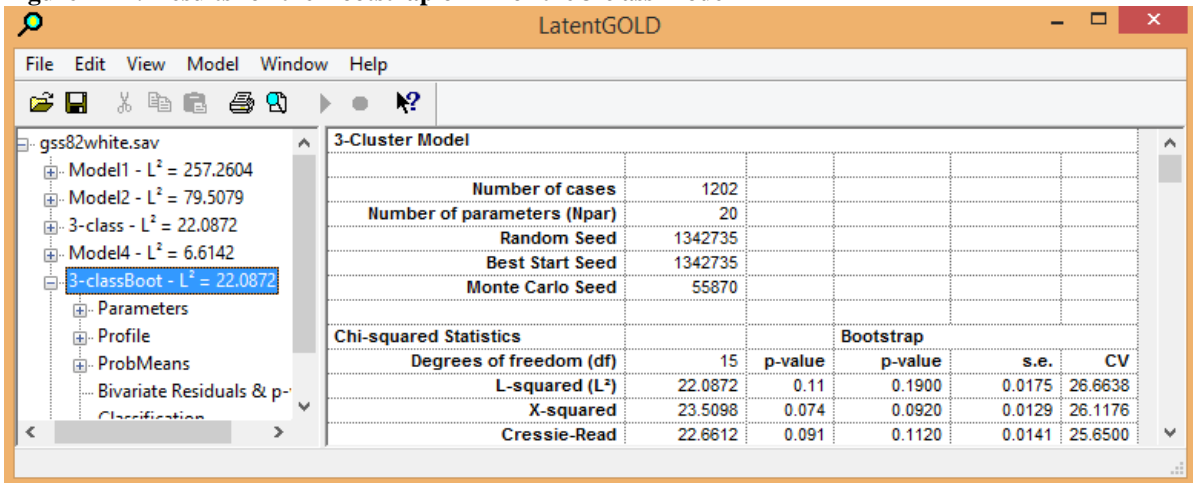 LatentGOLD
File Edit View Model Window Help
gss82white.sav
Model1 - L² = 257.2604
Model2 - L² = 79.5079
3-class - L² = 22.0872
Model4 - L² = 6.6142
3-classBoot - L² = 22.0872
Parameters
Profile
ProbMeans
Bivariate Residuals & p-
Classification
3-Cluster Model
Number of cases 1202
Number of parameters (Npar) 20
Random Seed 1342735
Best Start Seed 1342735
Monte Carlo Seed 55870
Chi-squared Statistics Bootstrap
Degrees of freedom (df) 15 p-value p-value s.e. CV
L-squared (L²) 22.0872 0.11 0.1900 0.0175 26.6638
X-squared 23.5098 0.074 0.0920 0.0129 26.1176
Cressie-Read 22.6612 0.091 0.1120 0.0141 25.6500